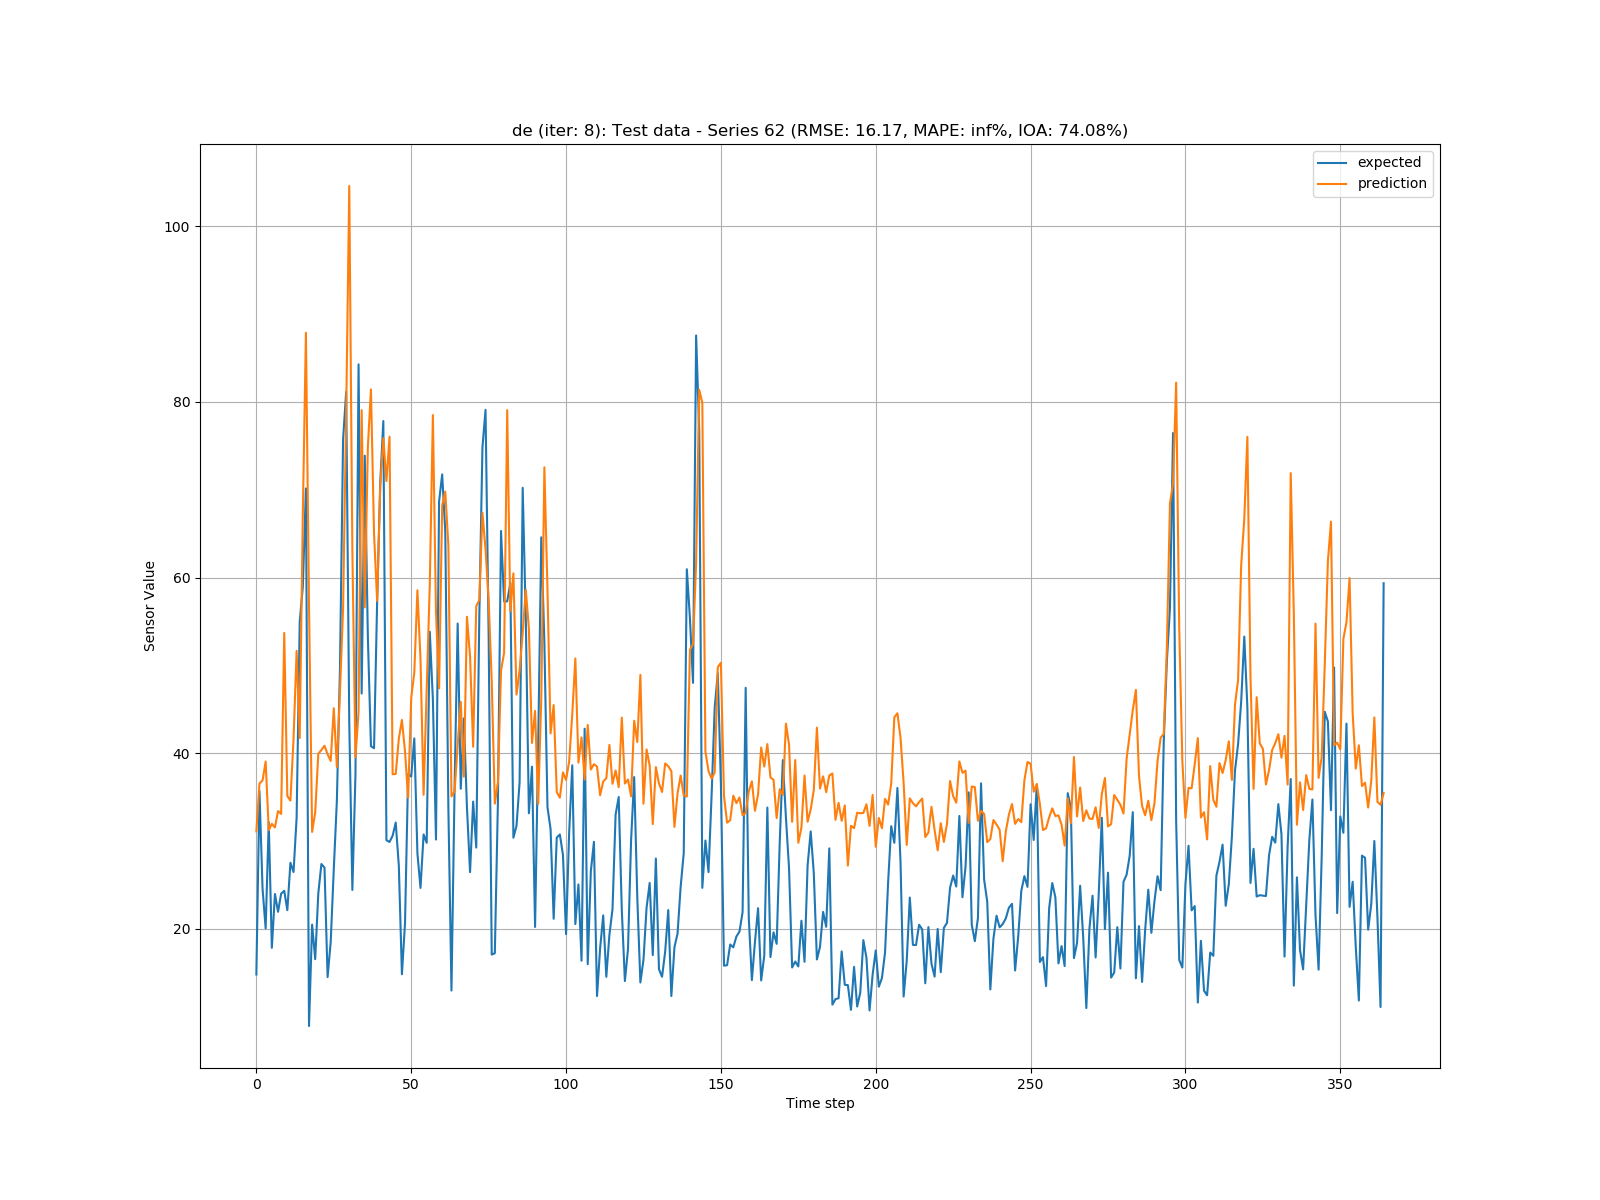 de (iter: 8): Test data - Series 62 (RMSE: 16.17, MAPE: inf%, IOA: 74.08%)
expected
prediction
100
80
60
40
20
Sensor Value
0 50 100 150 200 250 300 350
Time step